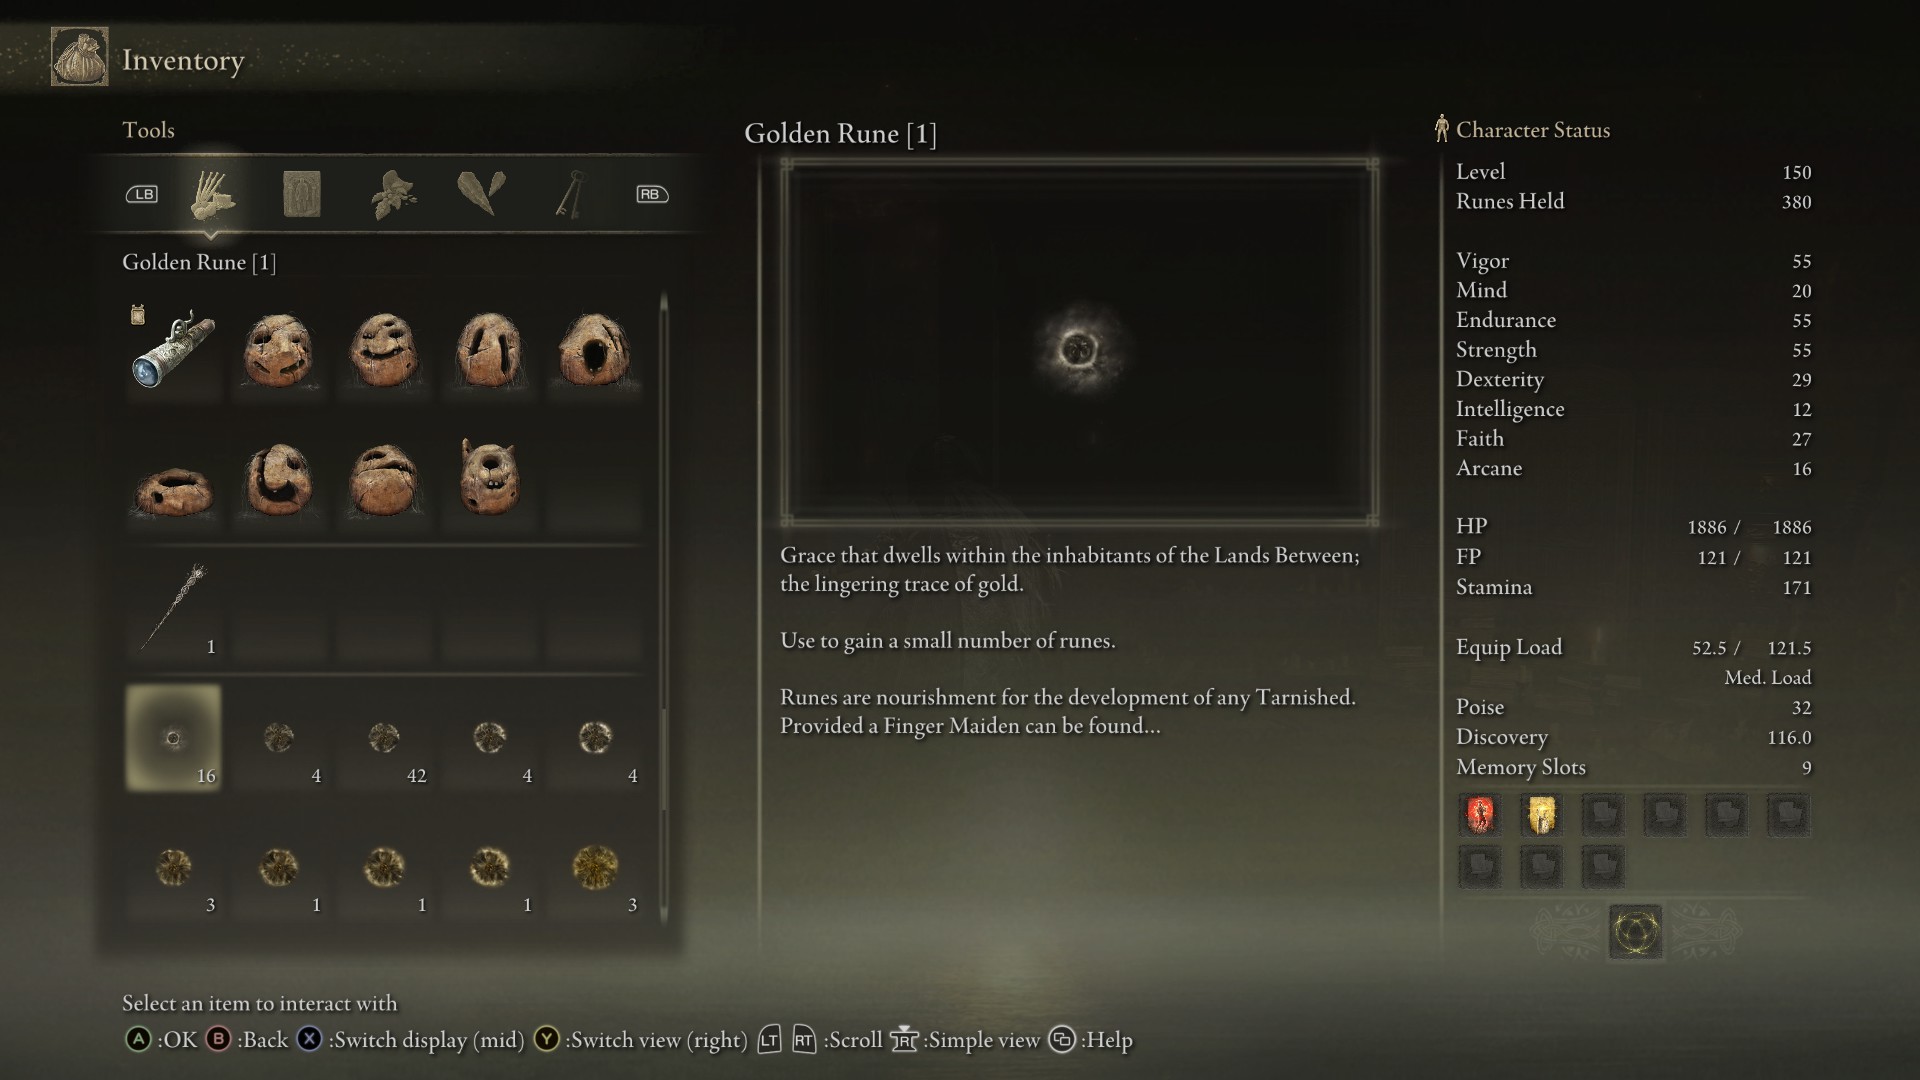 Inventory
Tools
LB
RB
Golden Rune [1]
1
16
4
42
4
4
3
1
1
1
3
Golden Rune [1]
Grace that dwells within the inhabitants of the Lands Between;
the lingering trace of gold.
Use to gain a small number of runes.
Runes are nourishment for the development of any Tarnished.
Provided a Finger Maiden can be found...
Character Status
Level 150
Runes Held 380
Vigor 55
Mind 20
Endurance 55
Strength 55
Dexterity 29
Intelligence 12
Faith 27
Arcane 16
HP 1886 / 1886
FP 121 / 121
Stamina 171
Equip Load 52.5 / 121.5
Med. Load
Poise 32
Discovery 116.0
Memory Slots 9
Select an item to interact with
A :OK B :Back X :Switch display (mid) Y :Switch view (right) LT RT :Scroll R :Simple view :Help